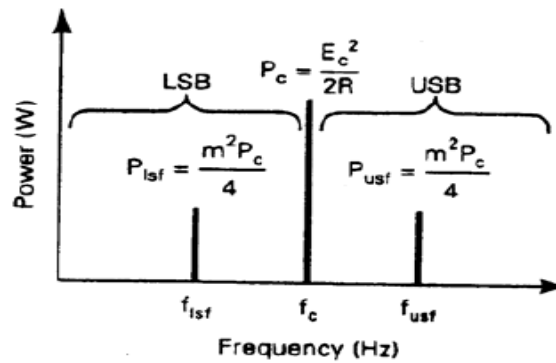 LSB
P_c = E_c^2 / 2R
USB
P_lsf = m^2 P_c / 4
P_usf = m^2 P_c / 4
Power (W)
f_lsf
f_c
f_usf
Frequency (Hz)